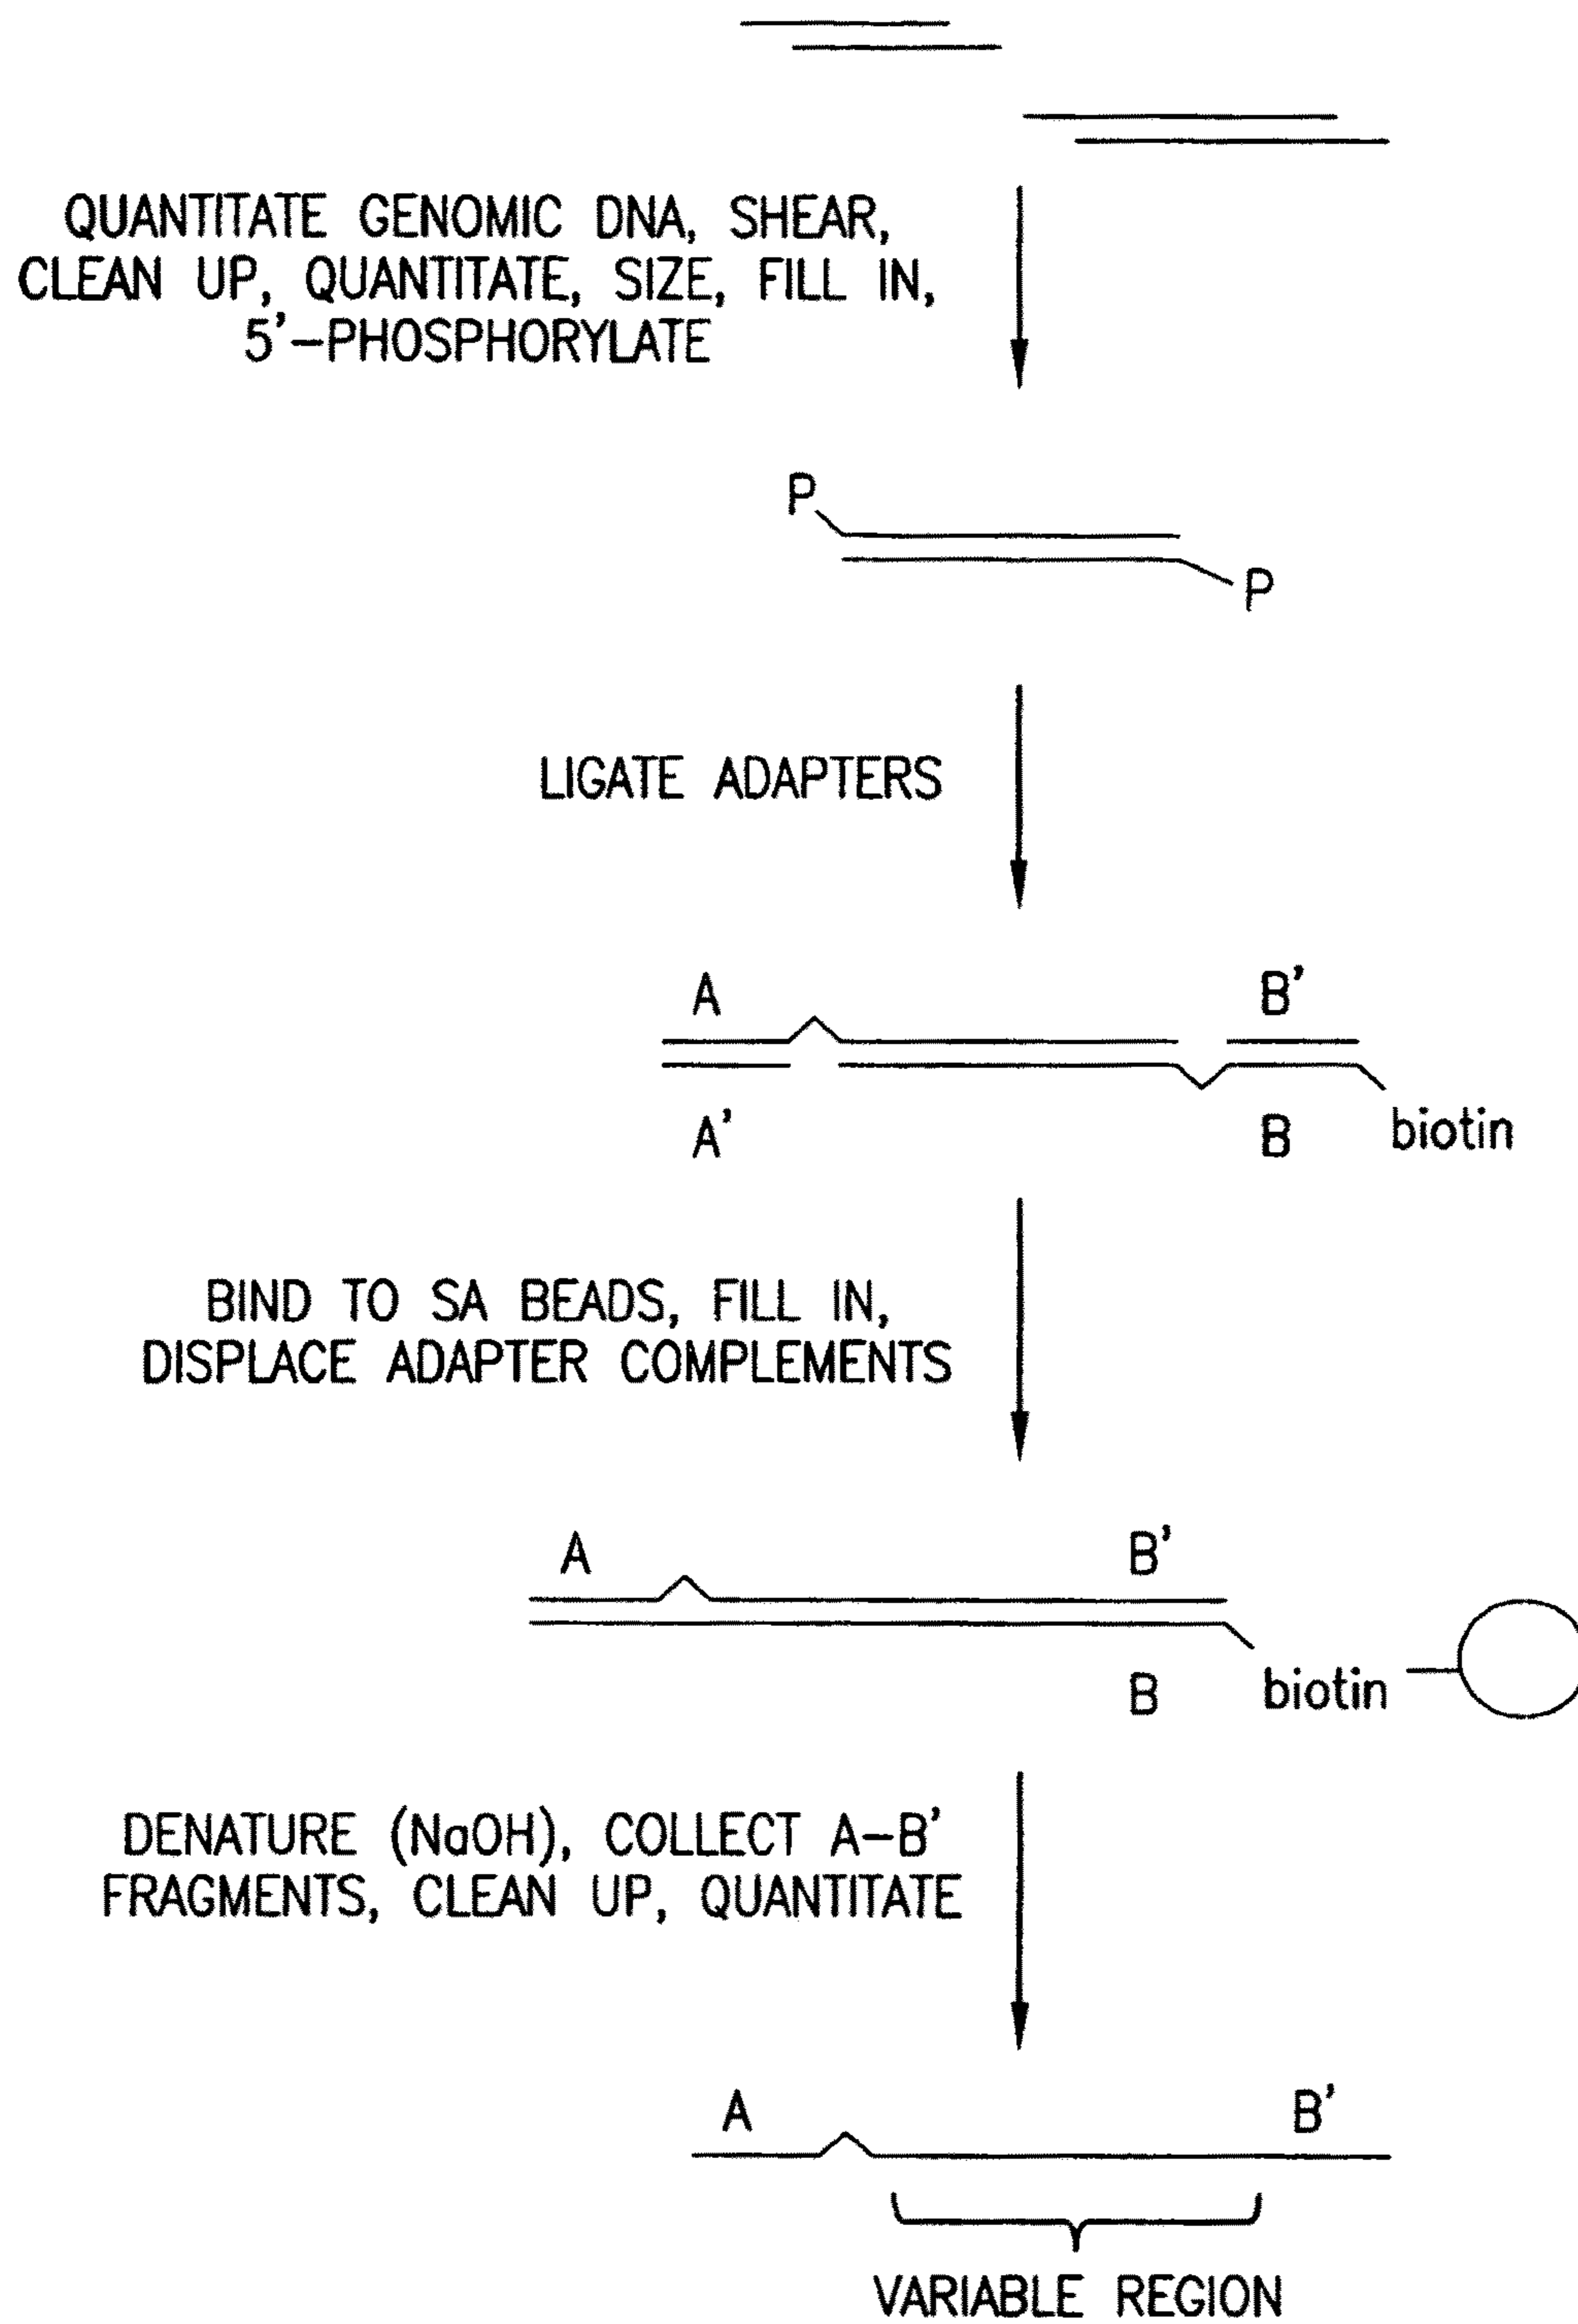 QUANTITATE GENOMIC DNA, SHEAR,
CLEAN UP, QUANTITATE, SIZE, FILL IN,
5'-PHOSPHORYLATE
P
P
LIGATE ADAPTERS
A B'
A' B biotin
BIND TO SA BEADS, FILL IN,
DISPLACE ADAPTER COMPLEMENTS
A B'
B biotin
DENATURE (NaOH), COLLECT A-B'
FRAGMENTS, CLEAN UP, QUANTITATE
A B'
VARIABLE REGION